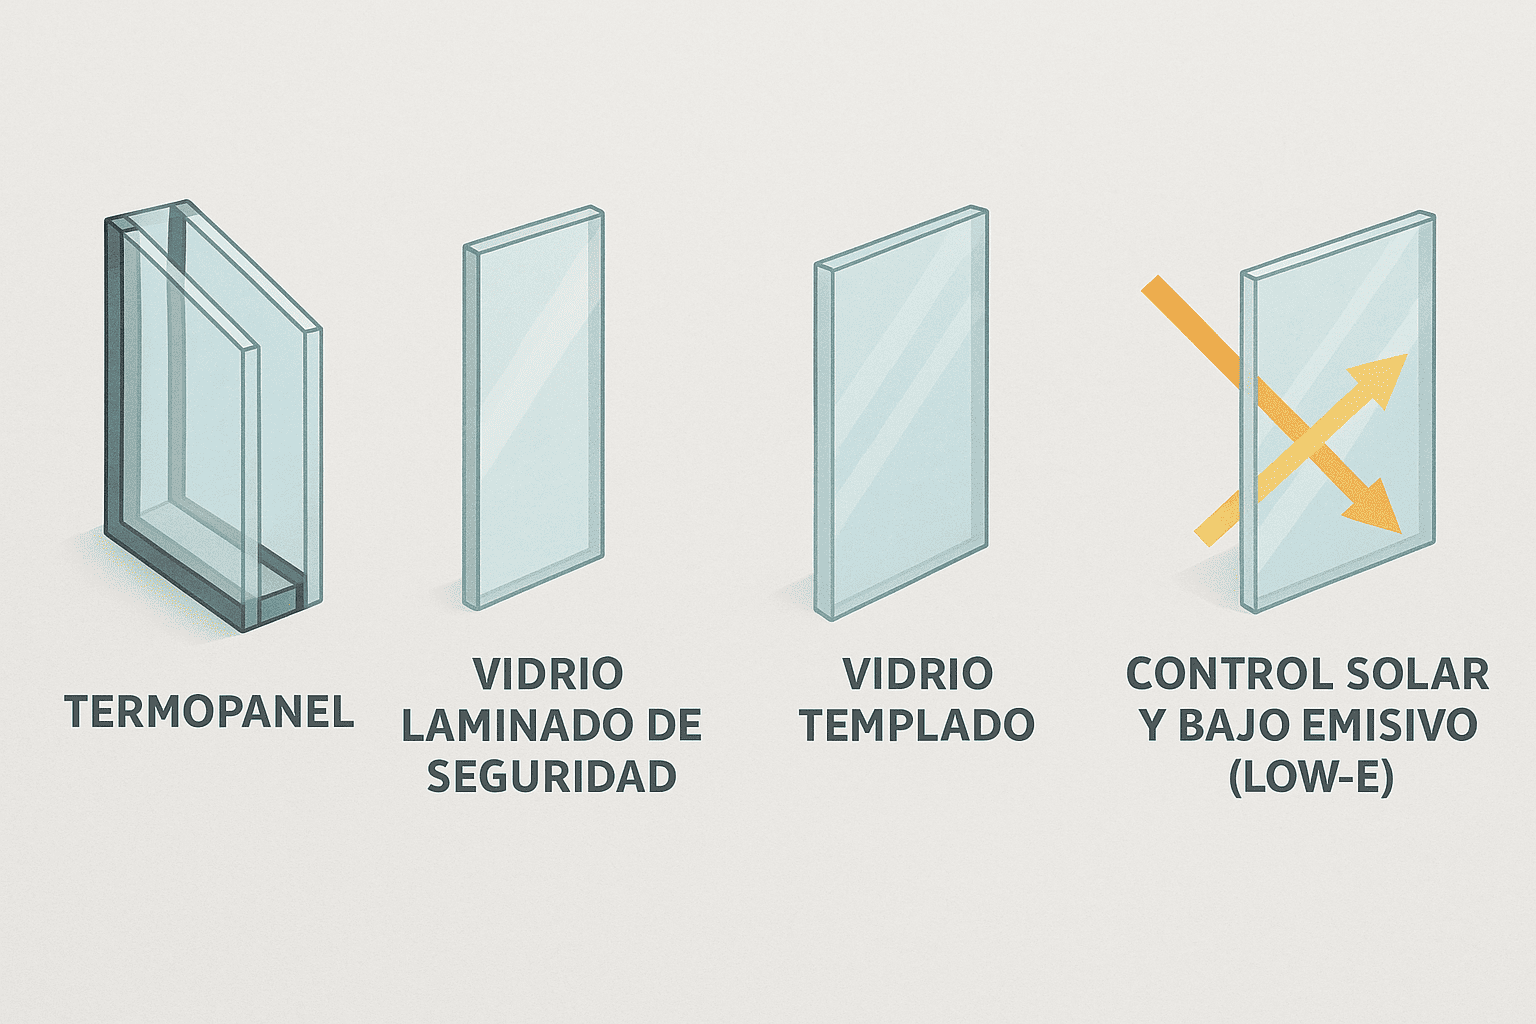 TERMOPANEL
VIDRIO
LAMINADO DE
SEGURIDAD
VIDRIO
TEMPLADO
CONTROL SOLAR
Y BAJO EMISIVO
(LOW-E)